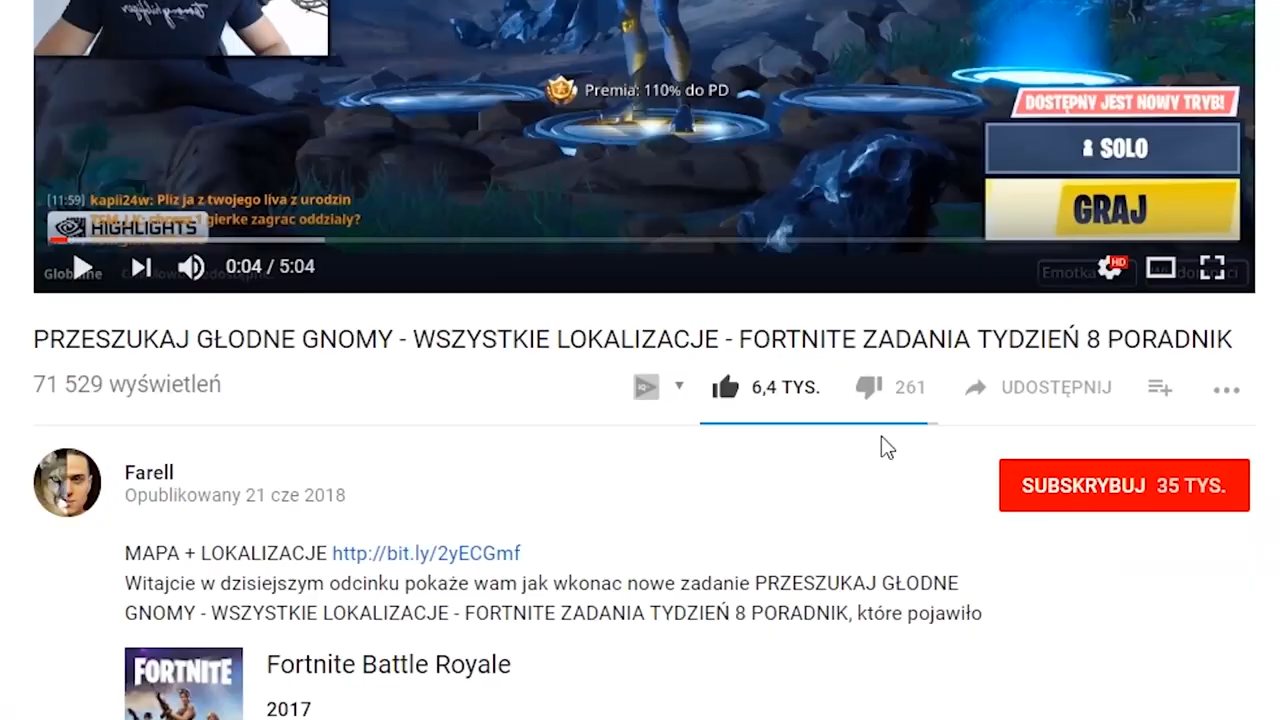 Premia: 110% do PD
DOSTĘPNY JEST NOWY TRYB!
SOLO
[11:59] kapii24w: Pliz ja z twojego liva z urodzin
gierke zagrac oddzialy?
HIGHLIGHTS
GRAJ
0:04 / 5:04
HD
PRZESZUKAJ GŁODNE GNOMY - WSZYSTKIE LOKALIZACJE - FORTNITE ZADANIA TYDZIEŃ 8 PORADNIK
71 529 wyświetleń
6,4 TYS.
261
UDOSTĘPNIJ
Farell
Opublikowany 21 cze 2018
SUBSKRYBUJ 35 TYS.
MAPA + LOKALIZACJE http://bit.ly/2yECGmf
Witajcie w dzisiejszym odcinku pokaże wam jak wkonac nowe zadanie PRZESZUKAJ GŁODNE
GNOMY - WSZYSTKIE LOKALIZACJE - FORTNITE ZADANIA TYDZIEŃ 8 PORADNIK, które pojawiło
FORTNITE
Fortnite Battle Royale
2017